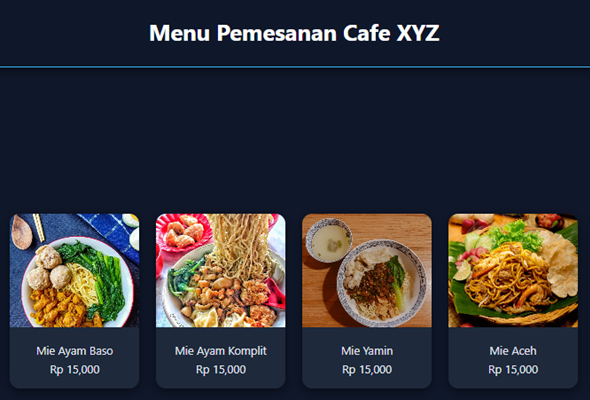 Menu Pemesanan Cafe XYZ
Mie Ayam Baso
Rp 15,000
Mie Ayam Komplit
Rp 15,000
Mie Yamin
Rp 15,000
Mie Aceh
Rp 15,000